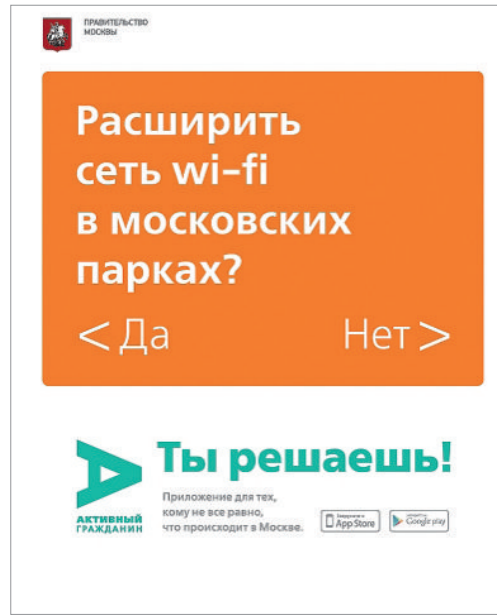 ПРАВИТЕЛЬСТВО
МОСКВЫ
Расширить
сеть wi-fi
в московских
парках?
< Да Нет >
Ты решаешь!
Приложение для тех,
кому не все равно,
что происходит в Москве.
АКТИВНЫЙ
ГРАЖДАНИН
App Store
Google play